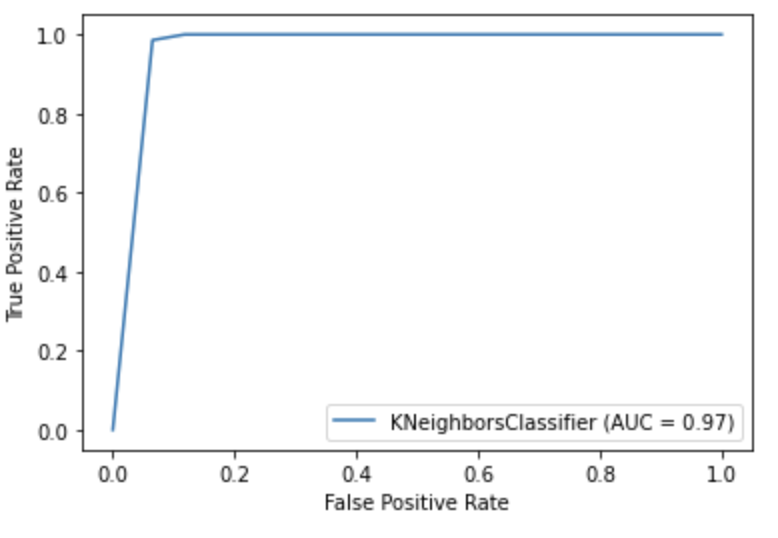 1.0
0.8
0.6
0.4
0.2
0.0
True Positive Rate
KNeighborsClassifier (AUC = 0.97)
0.0 0.2 0.4 0.6 0.8 1.0
False Positive Rate